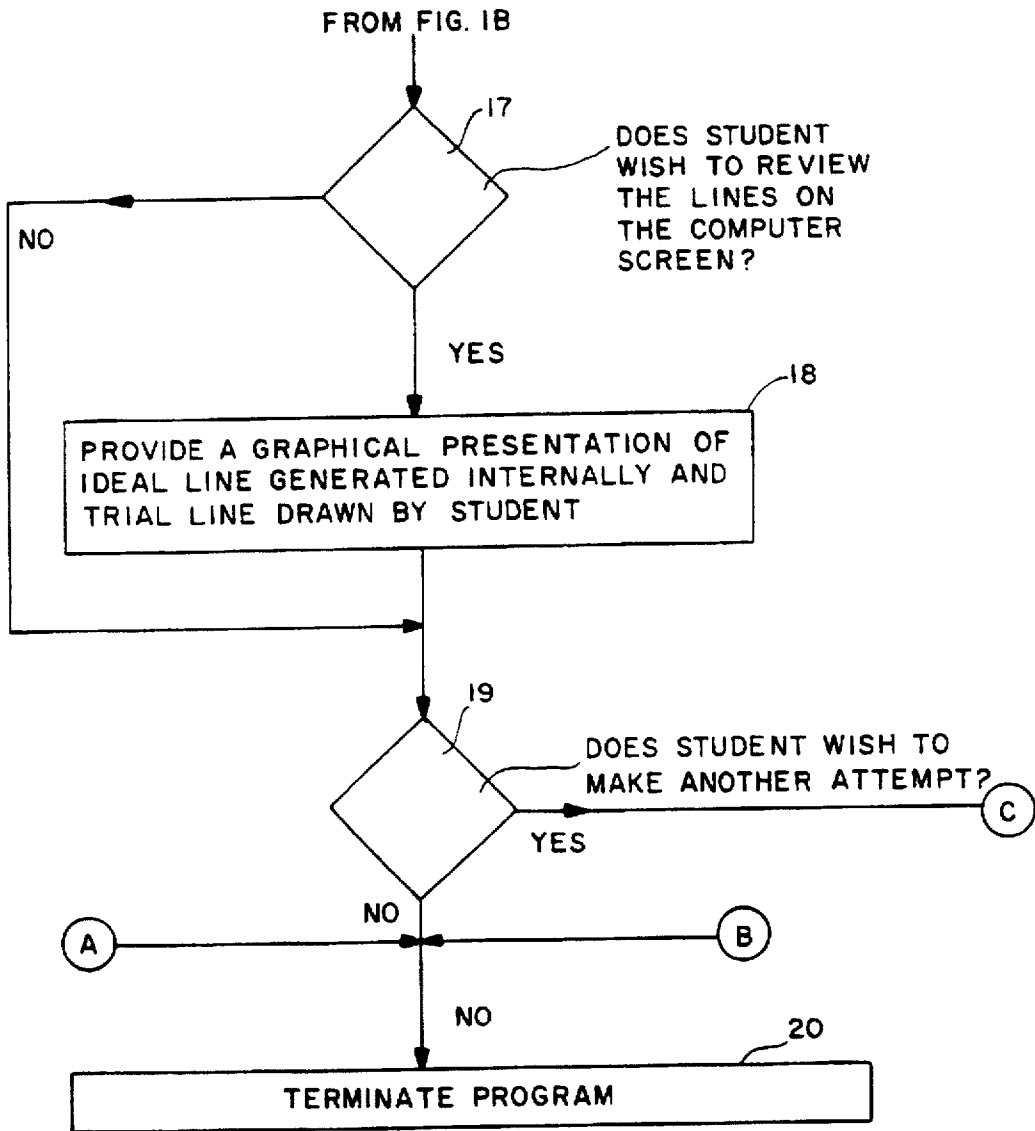 FROM FIG. 1B
17
DOES STUDENT
WISH TO REVIEW
THE LINES ON
THE COMPUTER
SCREEN?
NO
YES
18
PROVIDE A GRAPHICAL PRESENTATION OF
IDEAL LINE GENERATED INTERNALLY AND
TRIAL LINE DRAWN BY STUDENT
19
DOES STUDENT WISH TO
MAKE ANOTHER ATTEMPT?
C
YES
NO
A
B
NO
20
TERMINATE PROGRAM